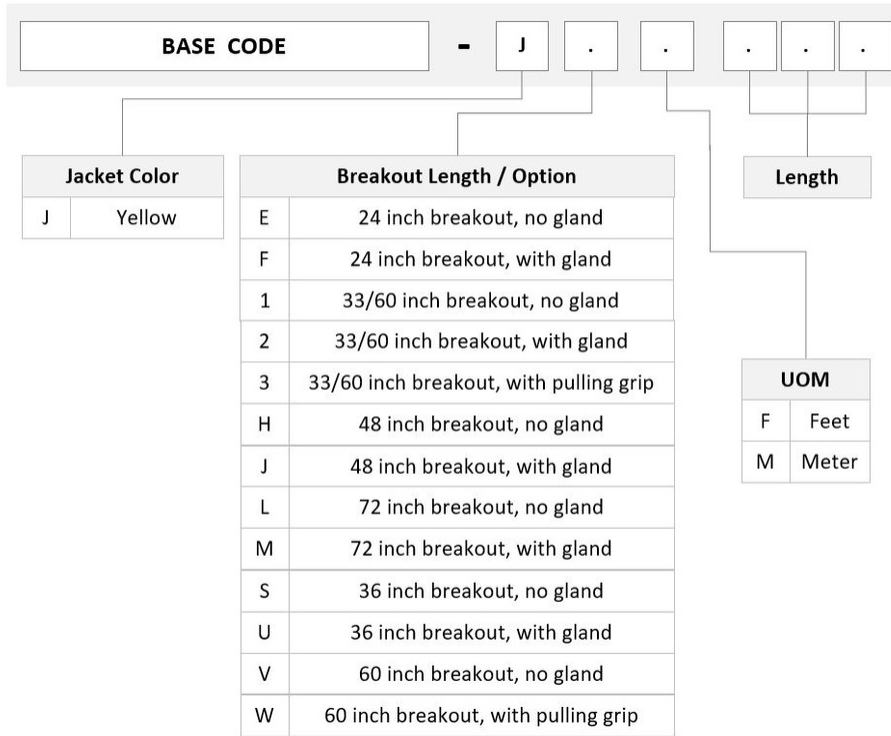 BASE CODE - J . . . . .
Jacket Color
J Yellow
Breakout Length / Option
E 24 inch breakout, no gland
F 24 inch breakout, with gland
1 33/60 inch breakout, no gland
2 33/60 inch breakout, with gland
3 33/60 inch breakout, with pulling grip
H 48 inch breakout, no gland
J 48 inch breakout, with gland
L 72 inch breakout, no gland
M 72 inch breakout, with gland
S 36 inch breakout, no gland
U 36 inch breakout, with gland
V 60 inch breakout, no gland
W 60 inch breakout, with pulling grip
Length
UOM
F Feet
M Meter